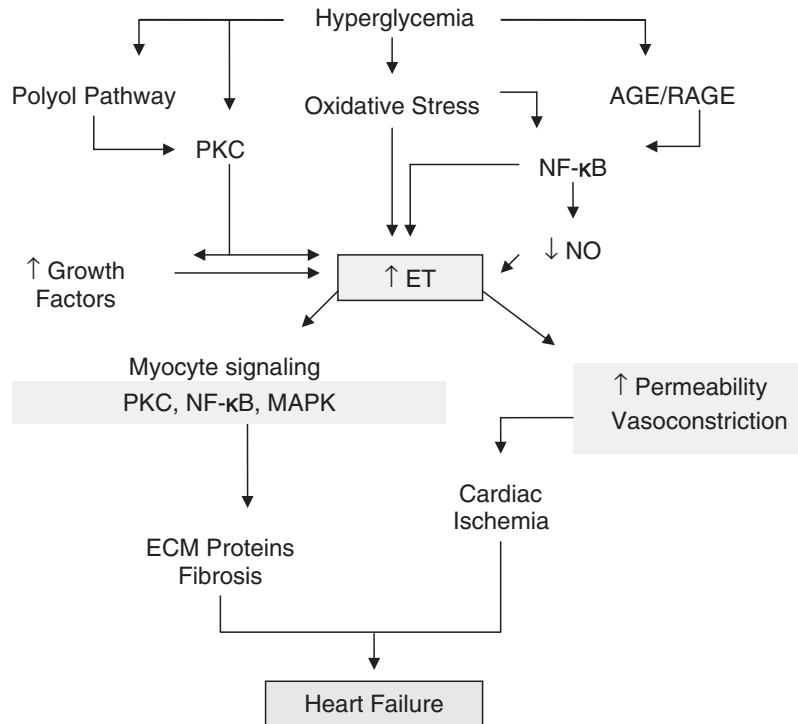 Hyperglycemia
Polyol Pathway
Oxidative Stress
AGE/RAGE
PKC
NF-κB
↓ NO
↑ Growth
Factors
↑ ET
Myocyte signaling
PKC, NF-κB, MAPK
↑ Permeability
Vasoconstriction
Cardiac
Ischemia
ECM Proteins
Fibrosis
Heart Failure